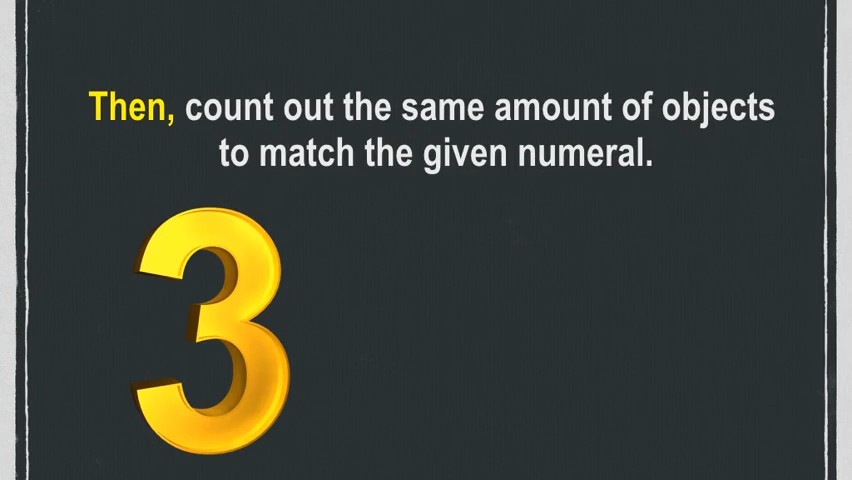 Then, count out the same amount of objects
to match the given numeral.
3